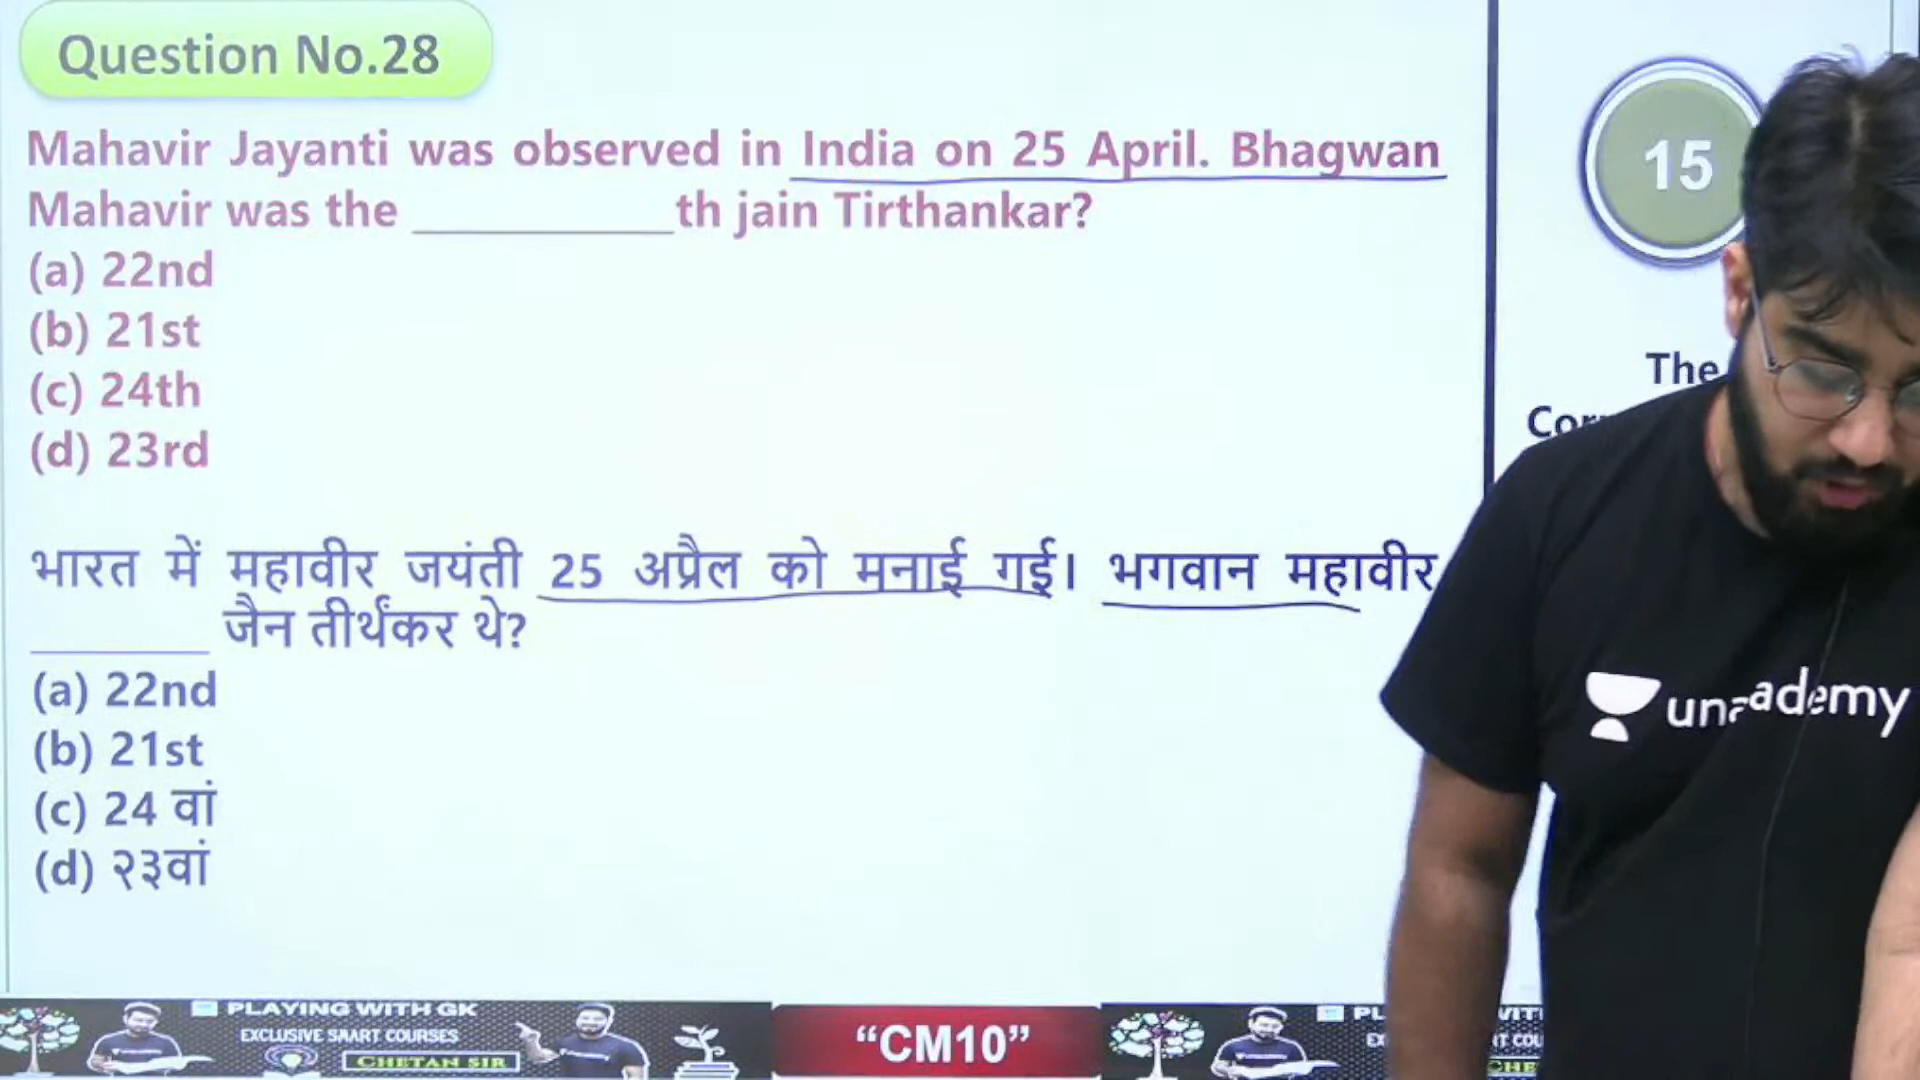 Question No.28
Mahavir Jayanti was observed in India on 25 April. Bhagwan
Mahavir was the __________th jain Tirthankar?
(a) 22nd
(b) 21st
(c) 24th
(d) 23rd
भारत में महावीर जयंती 25 अप्रैल को मनाई गई। भगवान महावीर
_______ जैन तीर्थंकर थे?
(a) 22nd
(b) 21st
(c) 24 वां
(d) २३वां
15
The
unacademy
PLAYING WITH GK
EXCLUSIVE SMART COURSES
CHETAN SIR
“CM10”